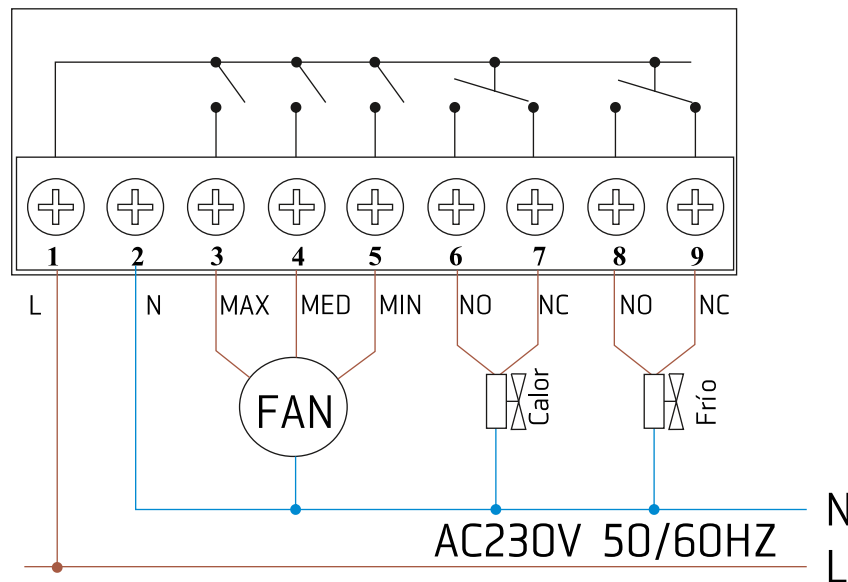 1 2 3 4 5 6 7 8 9
L N MAX MED MIN NO NC NO NC
FAN
Calor
Frío
N
AC230V 50/60HZ
L